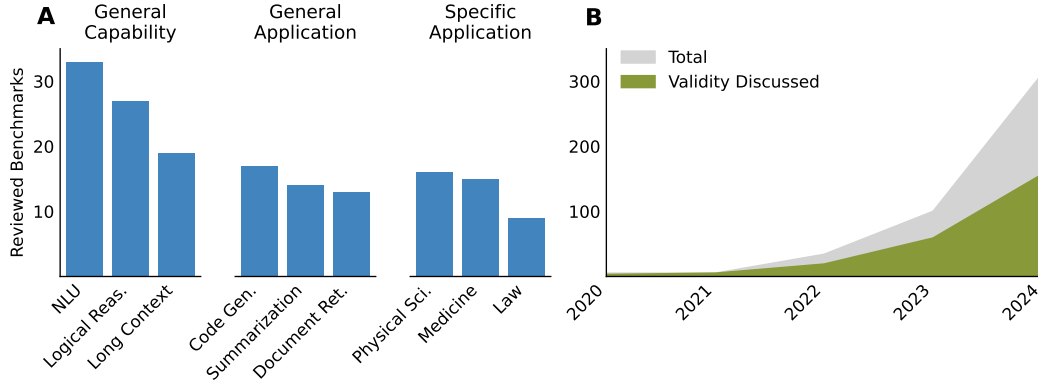 A
General
Capability
General
Application
Specific
Application
Reviewed Benchmarks
30
20
10
NLU
Logical Reas.
Long Context
Code Gen.
Summarization
Document Ret.
Physical Sci.
Medicine
Law
B
Total
Validity Discussed
300
200
100
2020
2021
2022
2023
2024